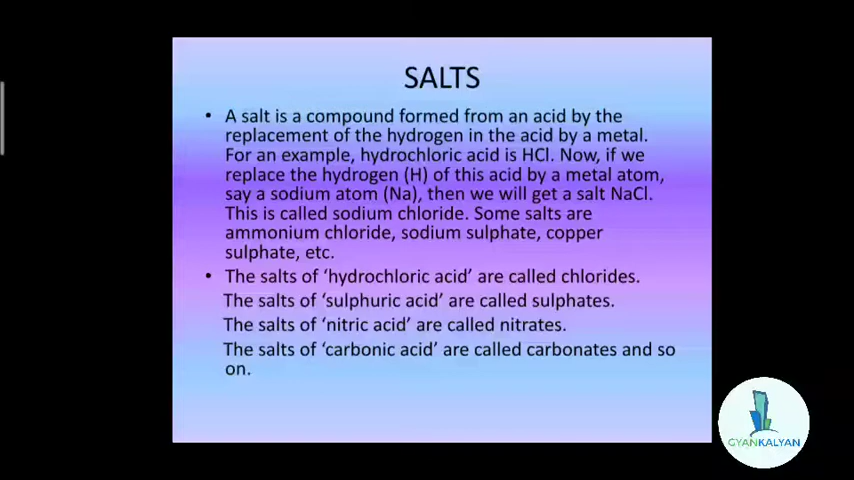 SALTS
• A salt is a compound formed from an acid by the
replacement of the hydrogen in the acid by a metal.
For an example, hydrochloric acid is HCl. Now, if we
replace the hydrogen (H) of this acid by a metal atom,
say a sodium atom (Na), then we will get a salt NaCl.
This is called sodium chloride. Some salts are
ammonium chloride, sodium sulphate, copper
sulphate, etc.
• The salts of ‘hydrochloric acid’ are called chlorides.
The salts of ‘sulphuric acid’ are called sulphates.
The salts of ‘nitric acid’ are called nitrates.
The salts of ‘carbonic acid’ are called carbonates and so
on.
GYANKALYAN